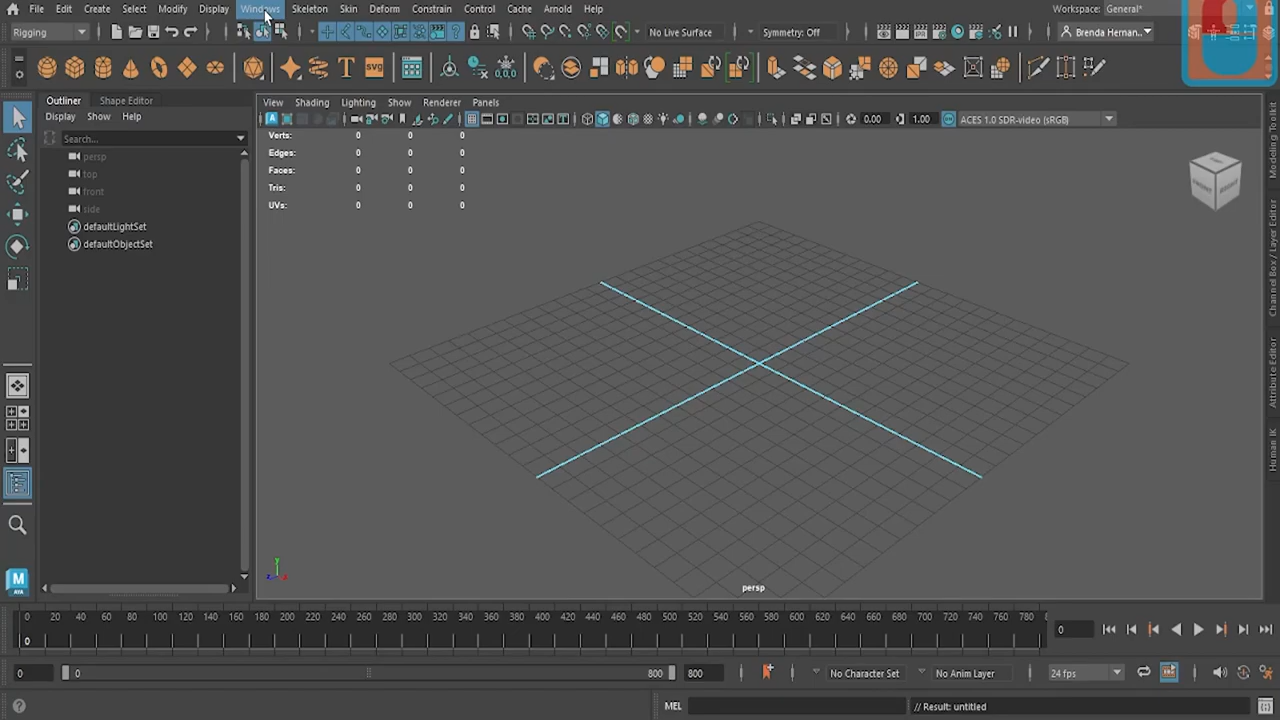 File Edit Create Select Modify Display Windows Skeleton Skin Deform Constrain Control Cache Arnold Help Workspace: General*
Rigging No Live Surface Symmetry: Off Brenda Hernan...
SVG
Outliner Shape Editor
Display Show Help
Search...
persp
top
front
side
defaultLightSet
defaultObjectSet
View Shading Lighting Show Renderer Panels
0.00 1.00 ACES 1.0 SDR-video (sRGB)
Verts: 0 0 0
Edges: 0 0 0
Faces: 0 0 0
Tris: 0 0 0
UVs: 0 0 0
persp
Modeling Toolkit
Channel Box / Layer Editor
Attribute Editor
Human IK
0 20 40 60 80 100 120 140 160 180 200 220 240 260 280 300 320 340 360 380 400 420 440 460 480 500 520 540 560 580 600 620 640 660 680 700 720 740 760 780 80
0 0
0 0 800 800 No Character Set No Anim Layer 24 fps
MEL // Result: untitled